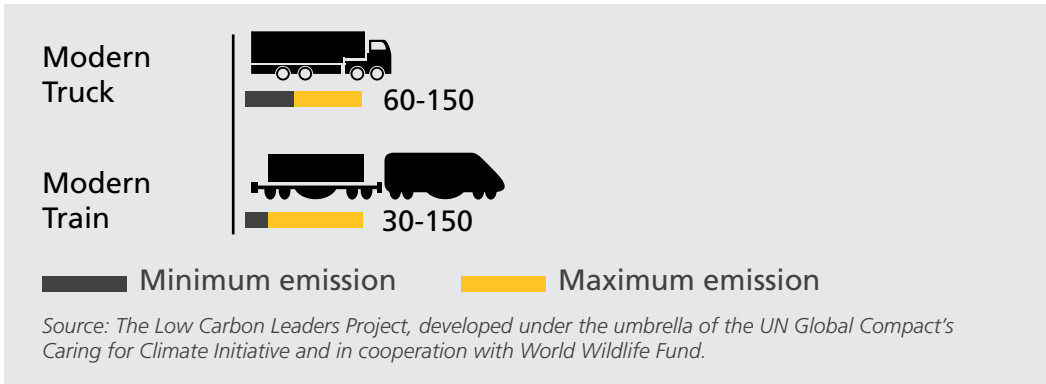 Modern
Truck
60-150
Modern
Train
30-150
Minimum emission
Maximum emission
Source: The Low Carbon Leaders Project, developed under the umbrella of the UN Global Compact’s
Caring for Climate Initiative and in cooperation with World Wildlife Fund.